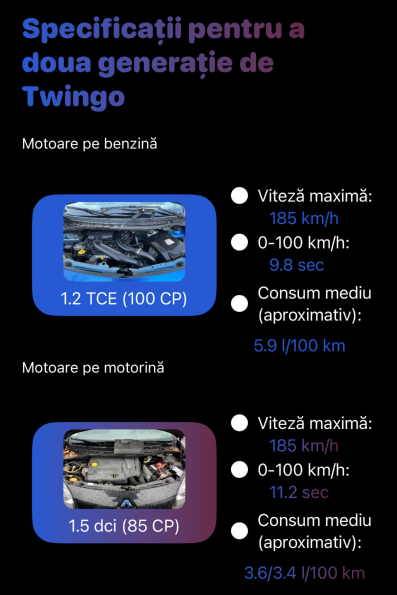 Specificații pentru a
doua generație de
Twingo
Motoare pe benzină
1.2 TCE (100 CP)
Viteză maximă:
185 km/h
0-100 km/h:
9.8 sec
Consum mediu
(aproximativ):
5.9 l/100 km
Motoare pe motorină
1.5 dci (85 CP)
Viteză maximă:
185 km/h
0-100 km/h:
11.2 sec
Consum mediu
(aproximativ):
3.6/3.4 l/100 km